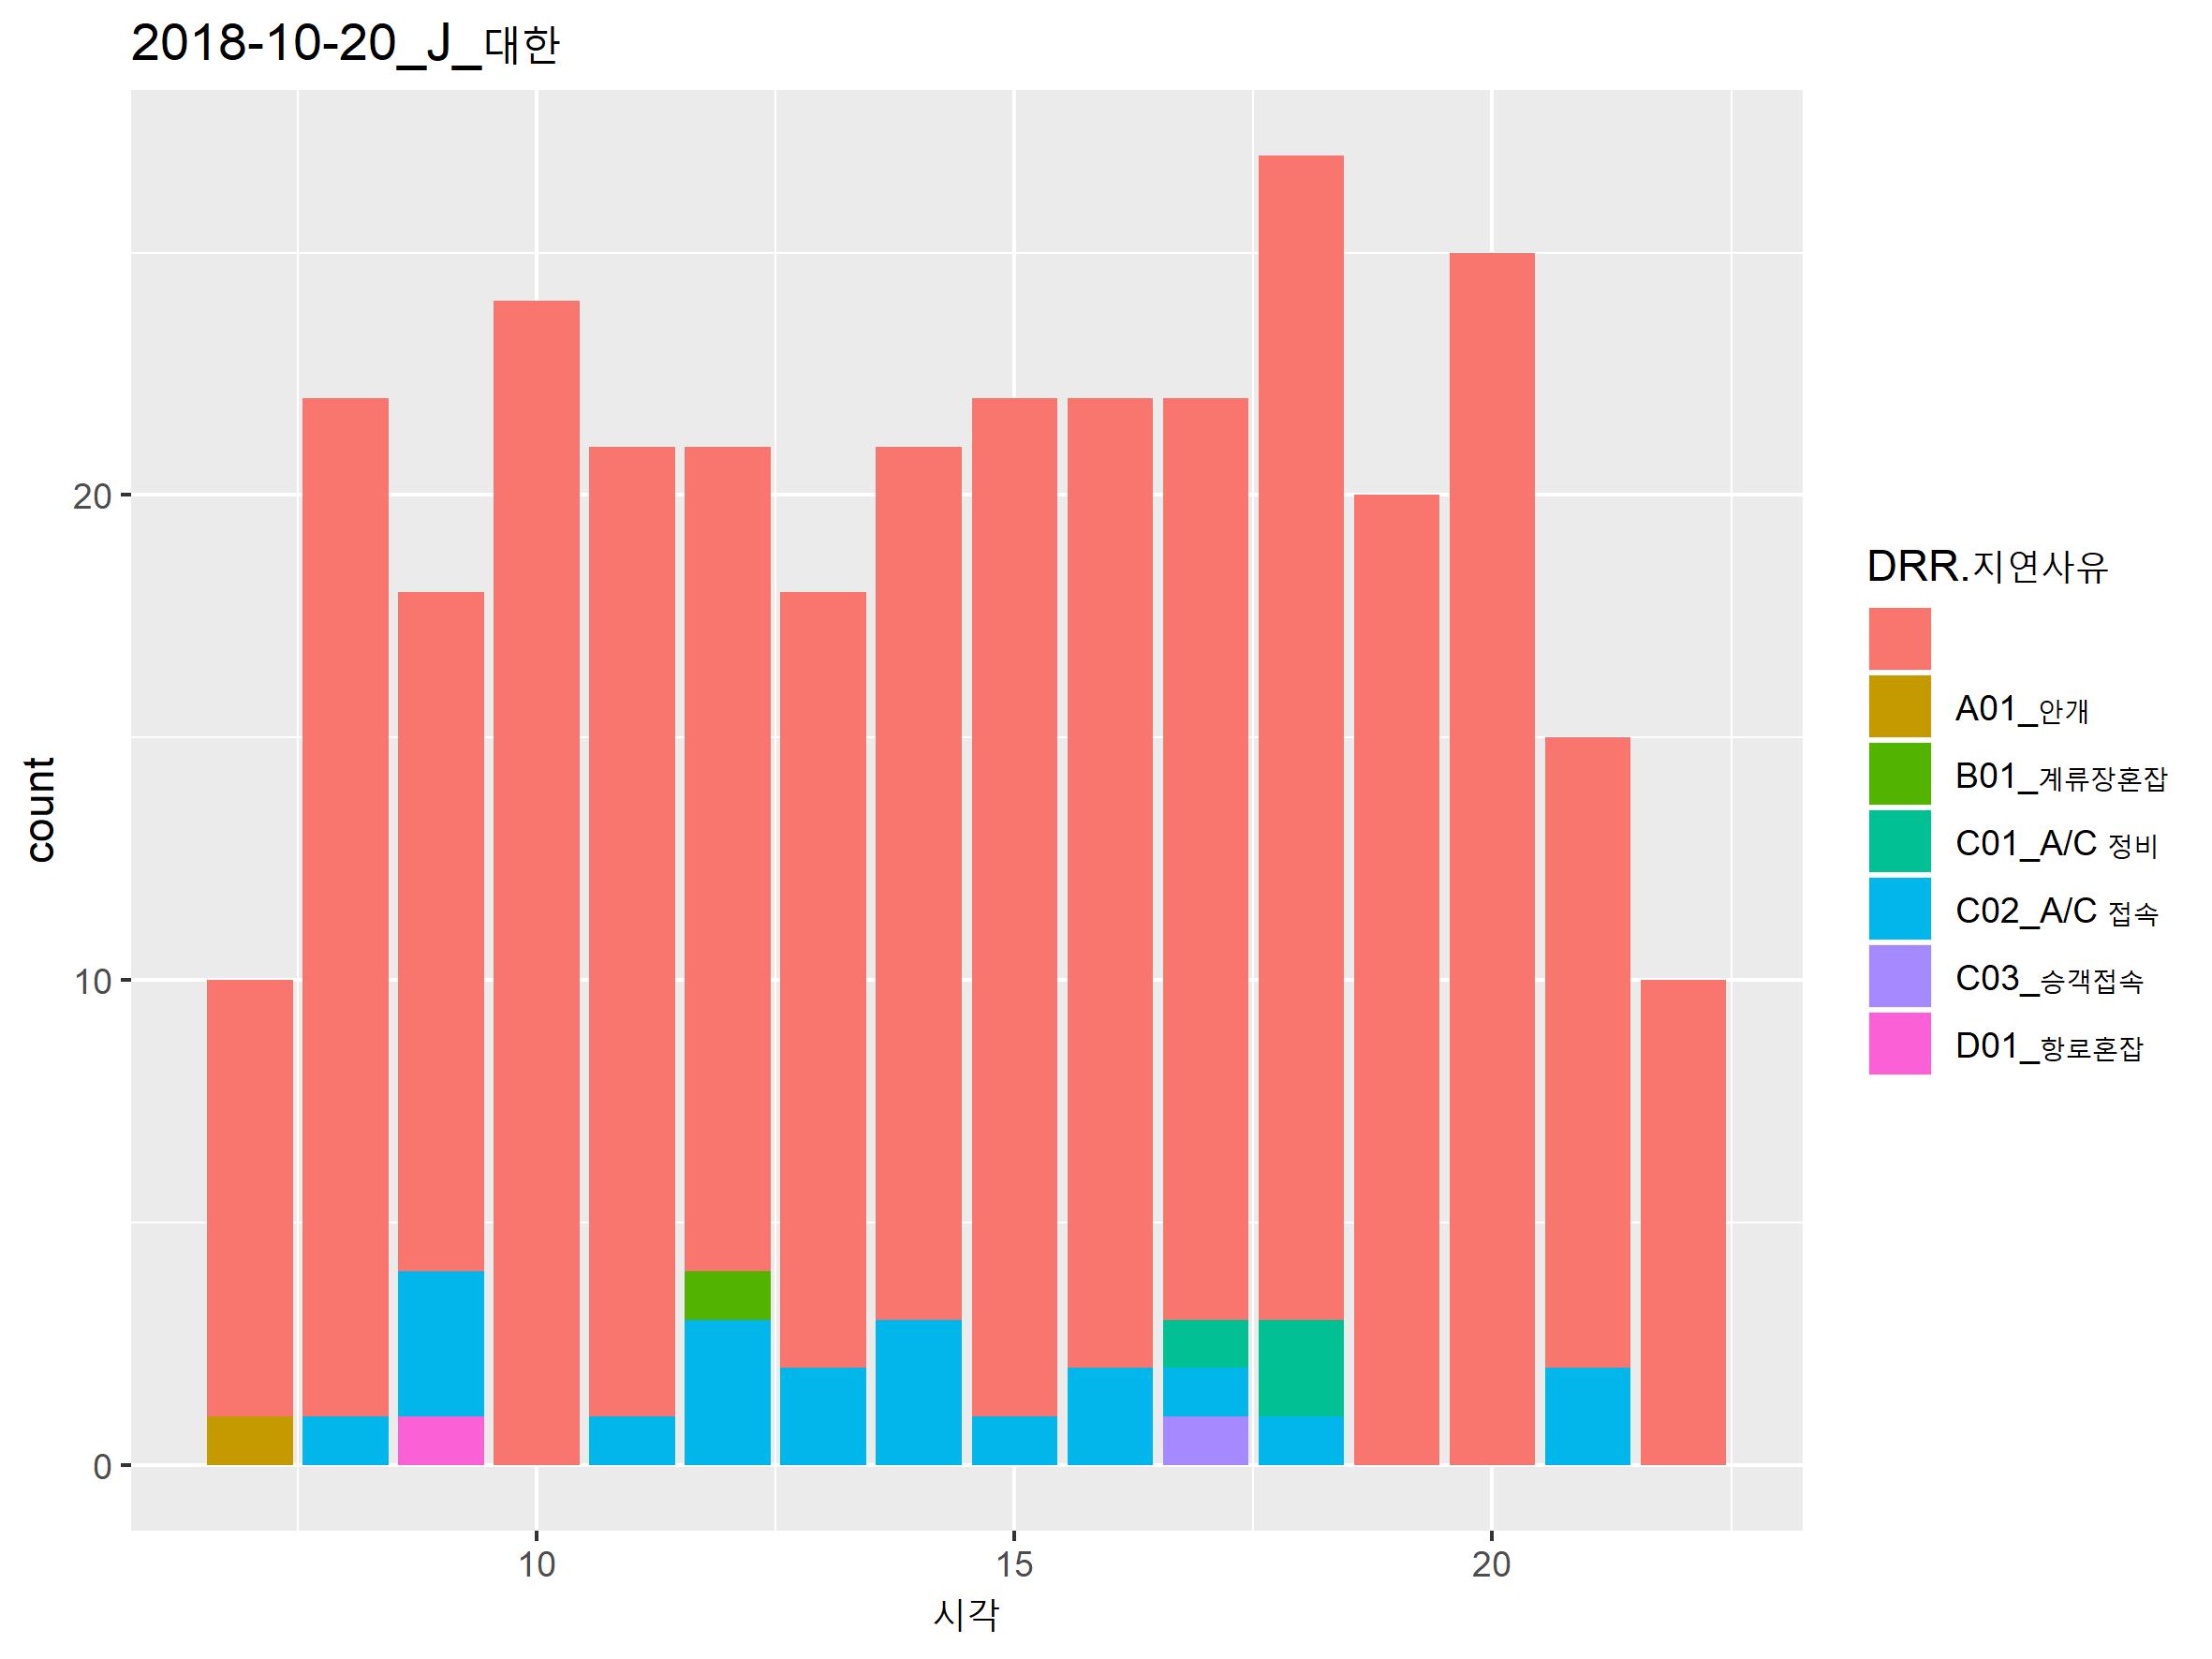 2018-10-20_J_대한
count
20
10
0
10
15
20
시각
DRR.지연사유
A01_안개
B01_계류장혼잡
C01_A/C 정비
C02_A/C 접속
C03_승객접속
D01_항로혼잡